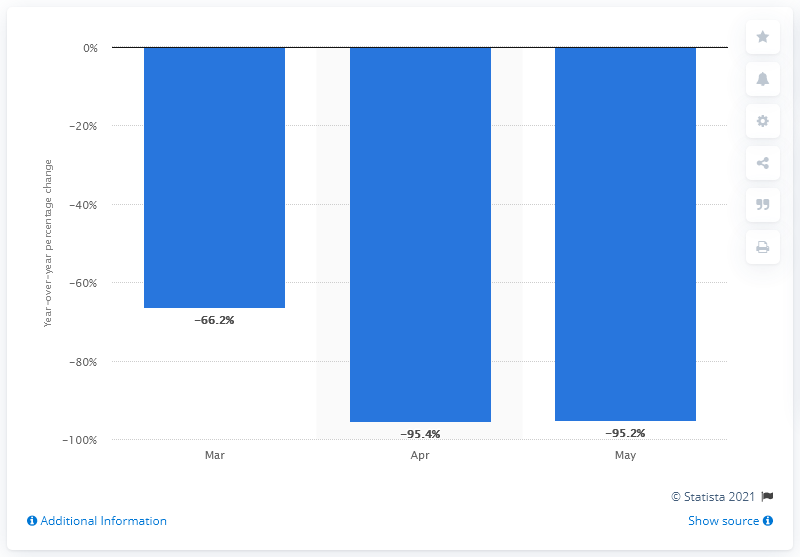 0%
-20%
-40%
-60%
-80%
-100%
Year-over-year percentage change
-66.2%
-95.4%
-95.2%
Mar
Apr
May
© Statista 2021
Additional Information
Show source